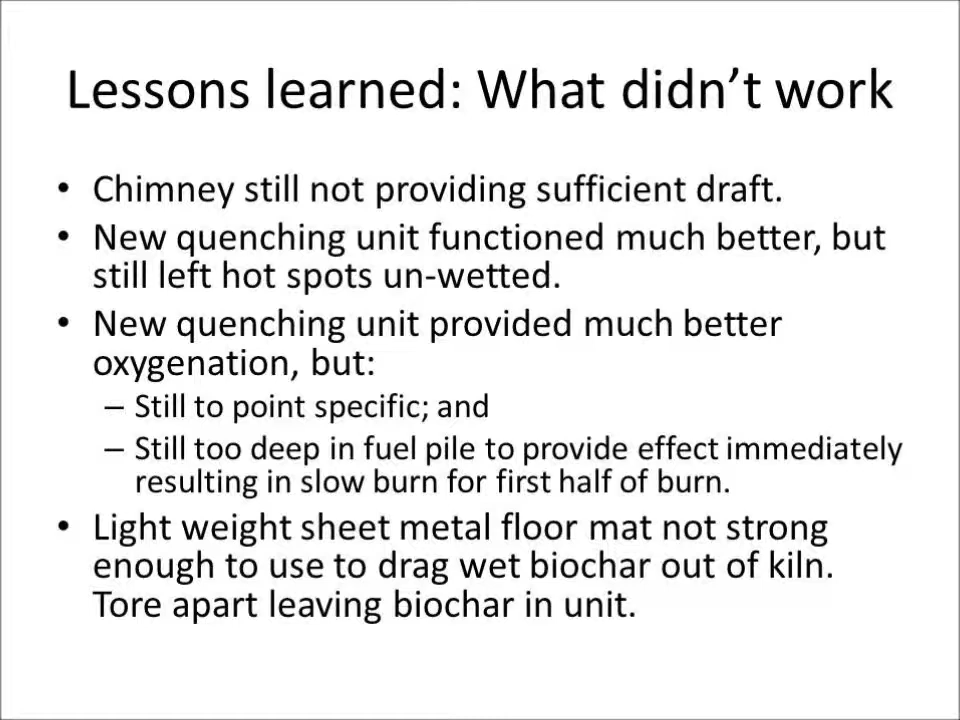 Lessons learned: What didn’t work
• Chimney still not providing sufficient draft.
• New quenching unit functioned much better, but
still left hot spots un-wetted.
• New quenching unit provided much better
oxygenation, but:
– Still to point specific; and
– Still too deep in fuel pile to provide effect immediately
resulting in slow burn for first half of burn.
• Light weight sheet metal floor mat not strong
enough to use to drag wet biochar out of kiln.
Tore apart leaving biochar in unit.